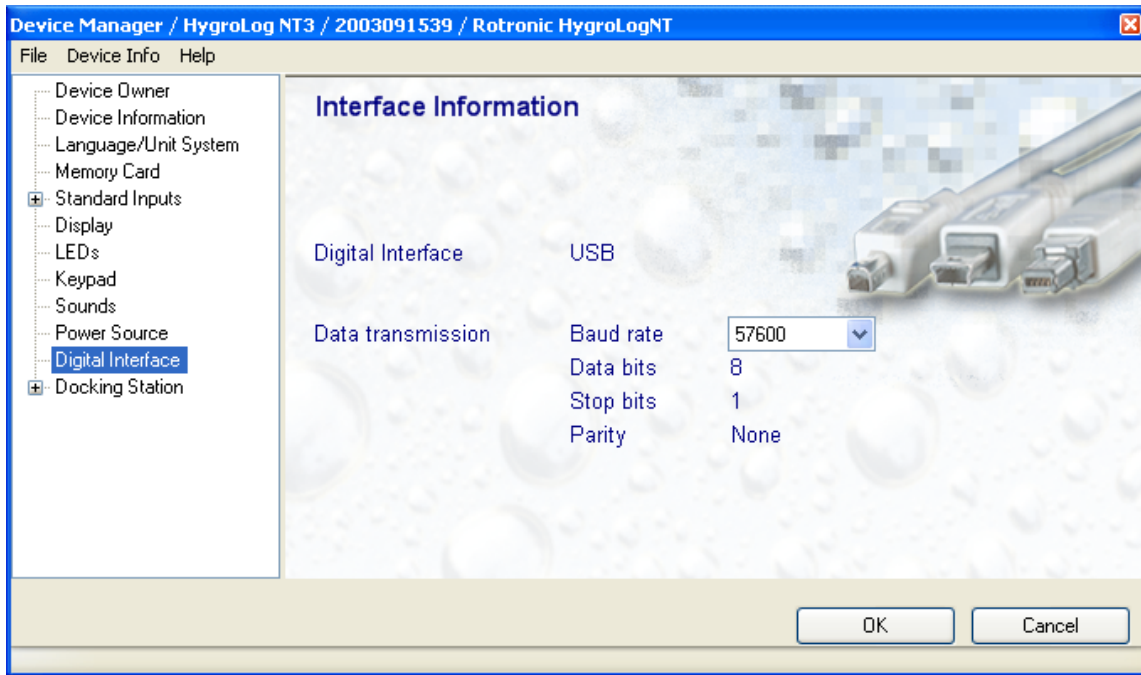 Device Manager / HygroLog NT3 / 2003091539 / Rotronic HygroLogNT
File Device Info Help
Device Owner
Device Information
Language/Unit System
Memory Card
Standard Inputs
Display
LEDs
Keypad
Sounds
Power Source
Digital Interface
Docking Station
Interface Information
Digital Interface USB
Data transmission Baud rate 57600
Data bits 8
Stop bits 1
Parity None
OK Cancel